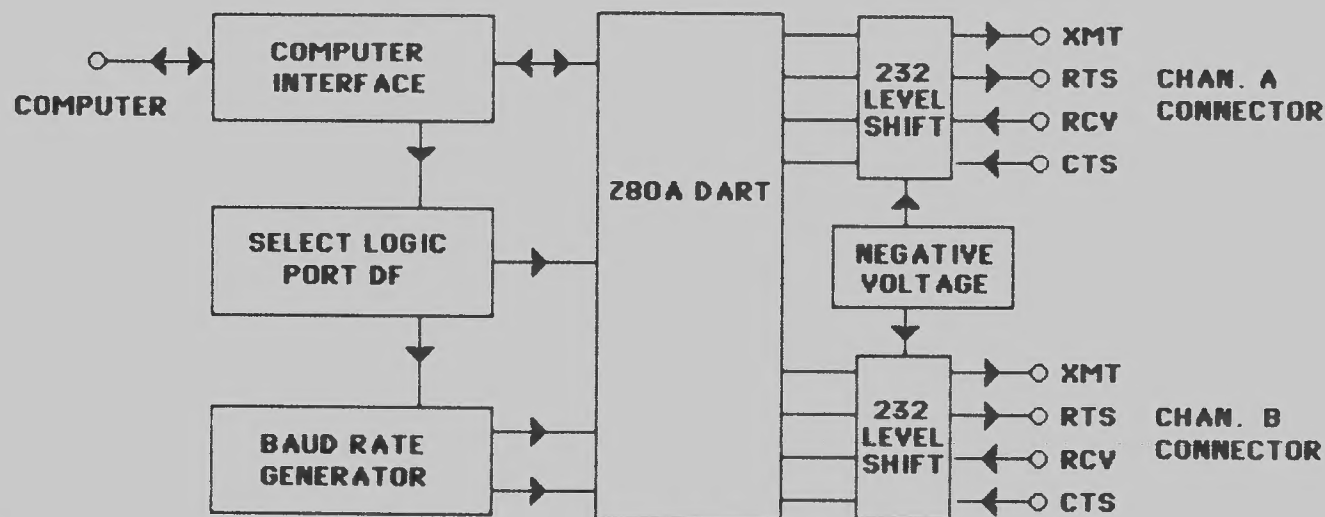 COMPUTER
COMPUTER
INTERFACE
SELECT LOGIC
PORT DF
BAUD RATE
GENERATOR
Z80A DART
232
LEVEL
SHIFT
XMT
RTS
RCV
CTS
CHAN. A
CONNECTOR
NEGATIVE
VOLTAGE
232
LEVEL
SHIFT
XMT
RTS
RCV
CTS
CHAN. B
CONNECTOR